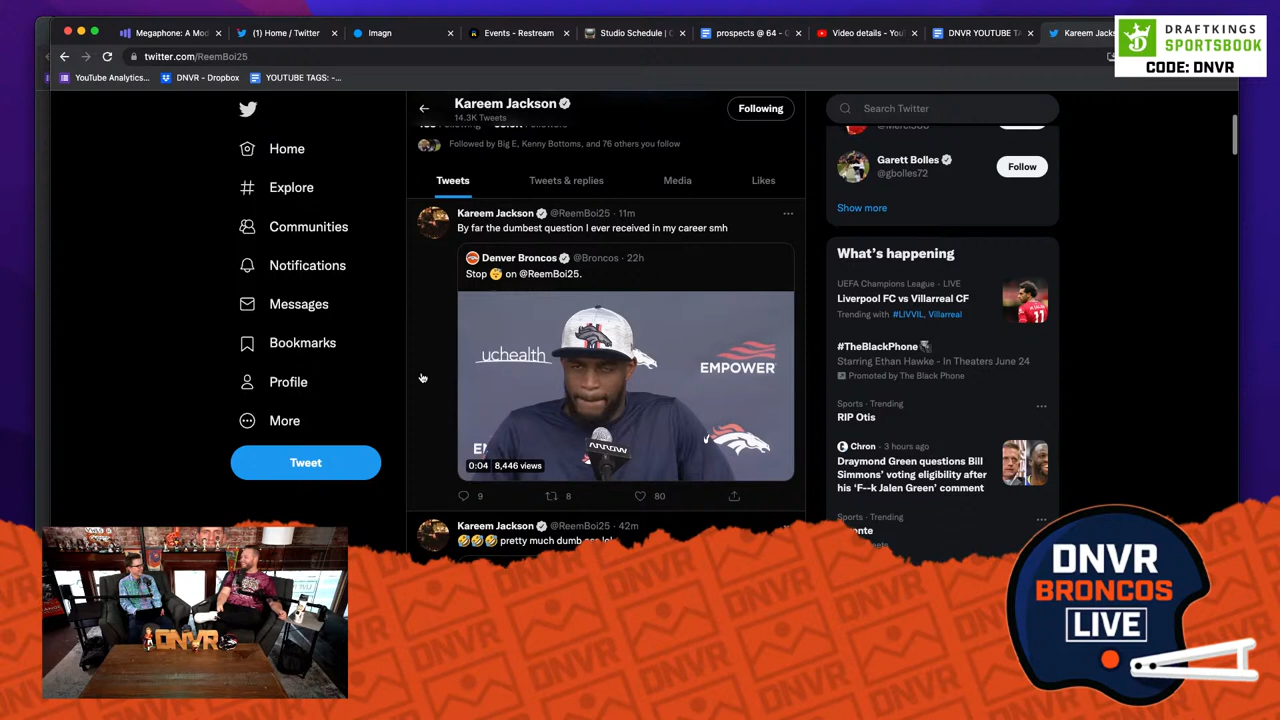 DRAFTKINGS
SPORTSBOOK
CODE: DNVR
Megaphone: A Mod
(1) Home / Twitter
Imagn
Events - Restream
Studio Schedule | G
prospects @ 64 - G
Video details - You
DNVR YOUTUBE TA
Kareem Jacks
twitter.com/ReemBoi25
YouTube Analytics...
DNVR - Dropbox
YOUTUBE TAGS: -...
Home
Explore
Communities
Notifications
Messages
Bookmarks
Profile
More
Tweet
Kareem Jackson
14.3K Tweets
Following
Followed by Big E, Kenny Bottoms, and 76 others you follow
Tweets
Tweets & replies
Media
Likes
Kareem Jackson @ReemBoi25 · 11m
By far the dumbest question I ever received in my career smh
Denver Broncos @Broncos · 22h
Stop 😴 on @ReemBoi25.
uchealth
EMPOWER
ARROW
0:04 8,446 views
9
8
80
Kareem Jackson @ReemBoi25 · 42m
🤣🤣🤣 pretty much dumb
Search Twitter
Garett Bolles
@gbolles72
Follow
Show more
What's happening
UEFA Champions League · LIVE
Liverpool FC vs Villarreal CF
Trending with #LIVVIL, Villarreal
#TheBlackPhone
Starring Ethan Hawke - In Theaters June 24
Promoted by The Black Phone
Sports · Trending
RIP Otis
Chron · 3 hours ago
Draymond Green questions Bill
Simmons' voting eligibility after
his 'F--k Jalen Green' comment
Sports · Trending
DNVR
DNVR
BRONCOS
LIVE